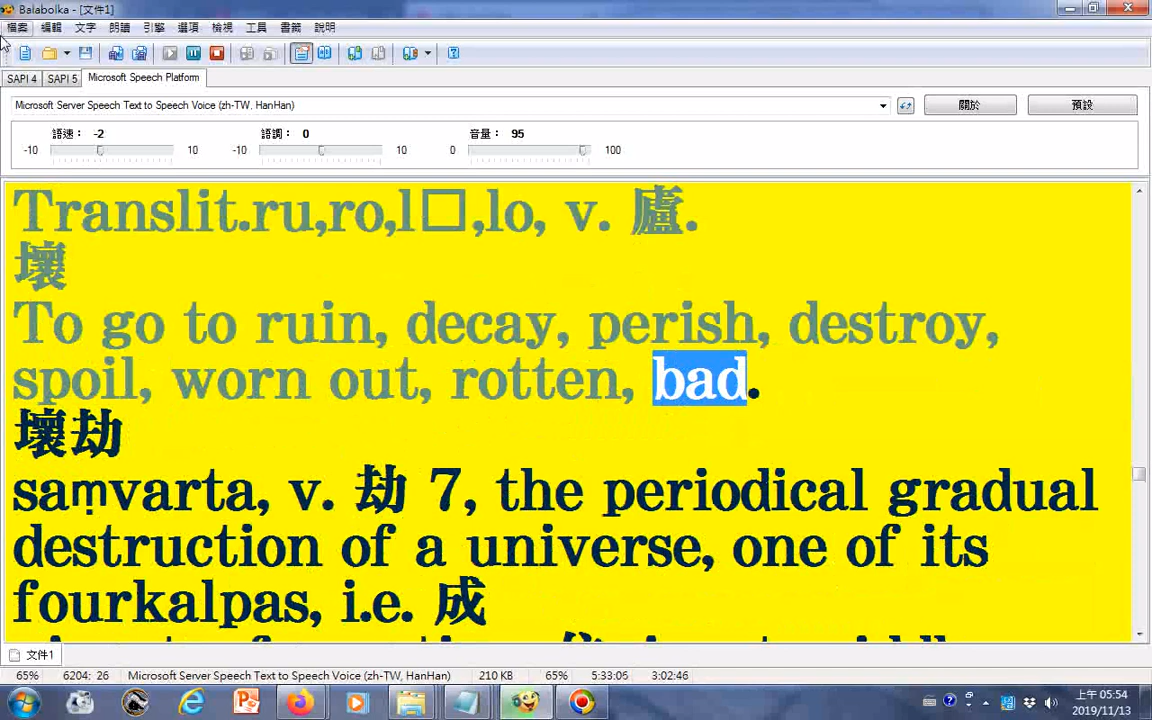 Balabolka - [文件1]
檔案 編輯 文字 朗讀 引擎 選項 檢視 工具 書籤 說明
SAPI 4 SAPI 5 Microsoft Speech Platform
Microsoft Server Speech Text to Speech Voice (zh-TW, HanHan) 關於 預設
語速： -2 語調： 0 音量： 95
-10 10 -10 10 0 100
Translit.ru,ro,l□,lo, v. 廬.
壞
To go to ruin, decay, perish, destroy,
spoil, worn out, rotten, bad.
壞劫
saṃvarta, v. 劫 7, the periodical gradual
destruction of a universe, one of its
fourkalpas, i.e. 成
文件1
65% 6204: 26 Microsoft Server Speech Text to Speech Voice (zh-TW, HanHan) 210 KB 65% 5:33:06 3:02:46
上午 05:54
2019/11/13